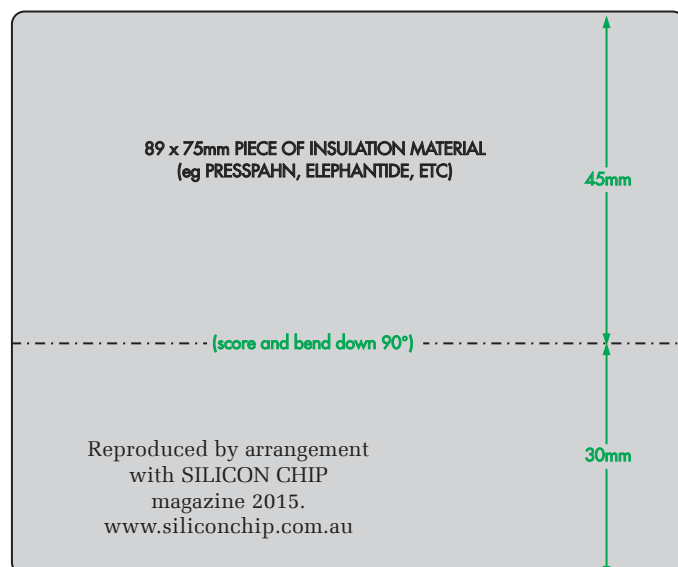 89 x 75mm PIECE OF INSULATION MATERIAL
(eg PRESSPAHN, ELEPHANTIDE, ETC)
45mm
(score and bend down 90°)
30mm
Reproduced by arrangement
with SILICON CHIP
magazine 2015.
www.siliconchip.com.au